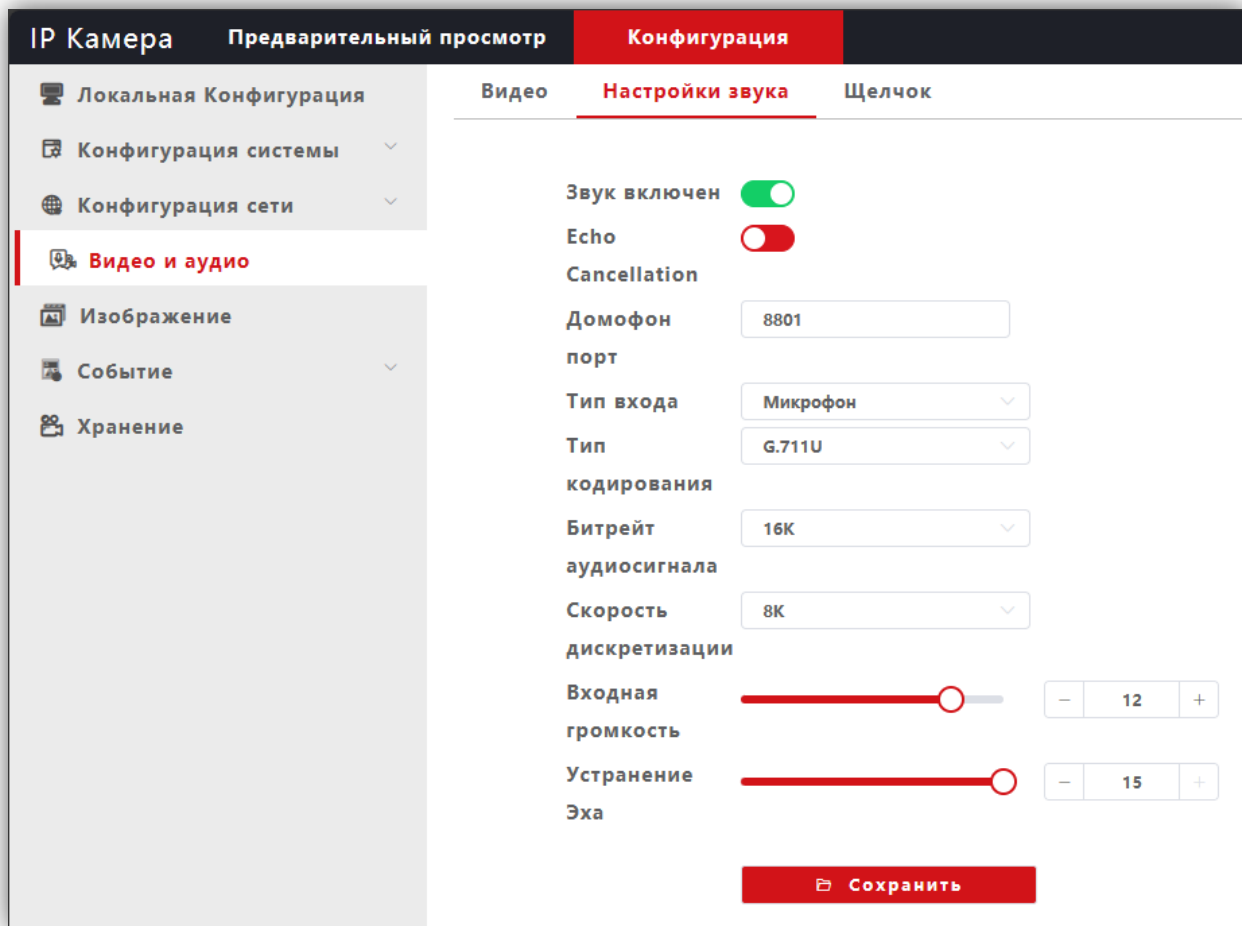 IP Камера Предварительный просмотр Конфигурация
Локальная Конфигурация
Конфигурация системы
Конфигурация сети
Видео и аудио
Изображение
Событие
Хранение
Видео Настройки звука Щелчок
Звук включен
Echo
Cancellation
Домофон
порт
8801
Тип входа
Микрофон
Тип
кодирования
G.711U
Битрейт
аудиосигнала
16K
Скорость
дискретизации
8K
Входная
громкость
− 12 +
Устранение
Эха
− 15 +
Сохранить